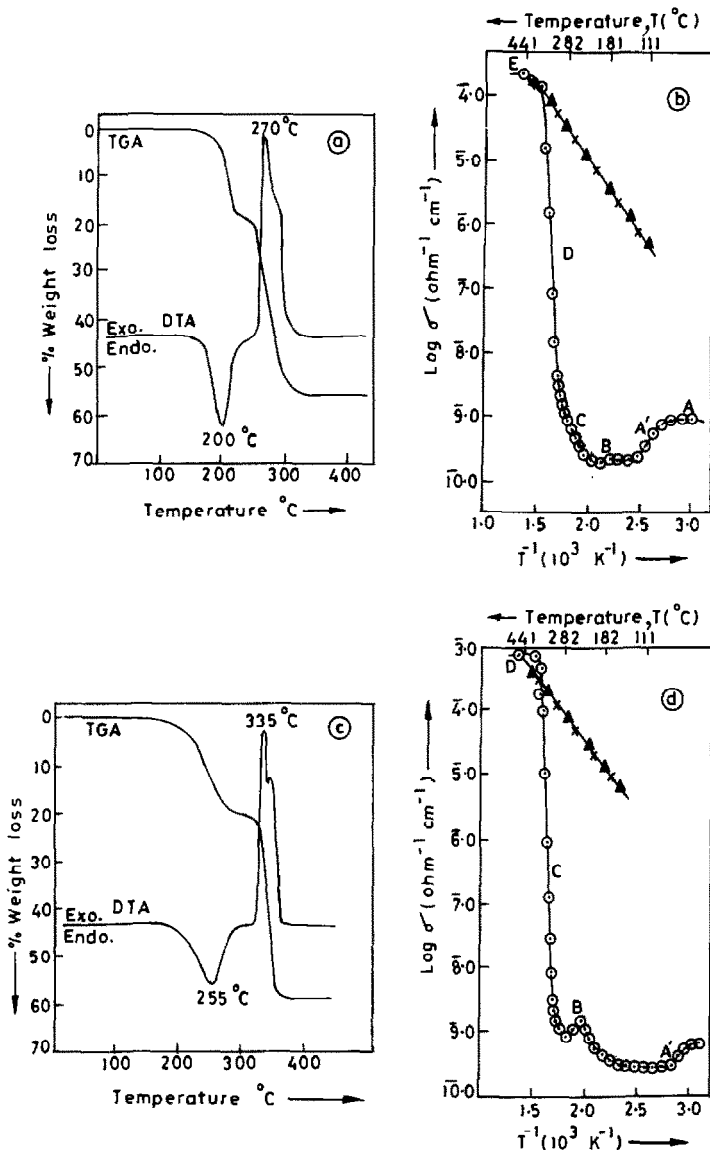 270°C
ⓐ
TGA
0
10
20
30
40
50
60
70
% Weight loss
Exo.
Endo.
DTA
200°C
0
100
200
300
400
Temperature °C
Temperature, T(°C)
441
282
181
111
ⓑ
E
D
C
B
A'
A
4̄.0
5̄.0
6̄.0
7̄.0
8̄.0
9̄.0
1̄0.0
Log σ (ohm⁻¹ cm⁻¹)
1.0
1.5
2.0
2.5
3.0
T⁻¹ (10³ K⁻¹)
335°C
ⓒ
TGA
0
10
20
30
40
50
60
70
% Weight loss
Exo.
Endo.
DTA
255°C
0
100
200
300
400
Temperature °C
Temperature, T(°C)
441
282
182
111
ⓓ
D
C
B
A'
3̄.0
4̄.0
5̄.0
6̄.0
7̄.0
8̄.0
9̄.0
1̄0.0
Log σ (ohm⁻¹ cm⁻¹)
1.5
2.0
2.5
3.0
T⁻¹ (10³ K⁻¹)